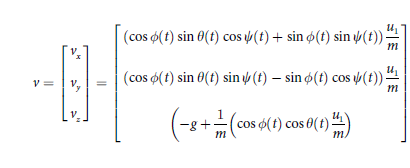 v = [v_x v_y v_z] = [(cos ϕ(t) sin θ(t) cos ψ(t) + sin ϕ(t) sin ψ(t)) u_1/m
(cos ϕ(t) sin θ(t) sin ψ(t) − sin ϕ(t) cos ψ(t)) u_1/m
(−g + 1/m (cos ϕ(t) cos θ(t) u_1/m)]